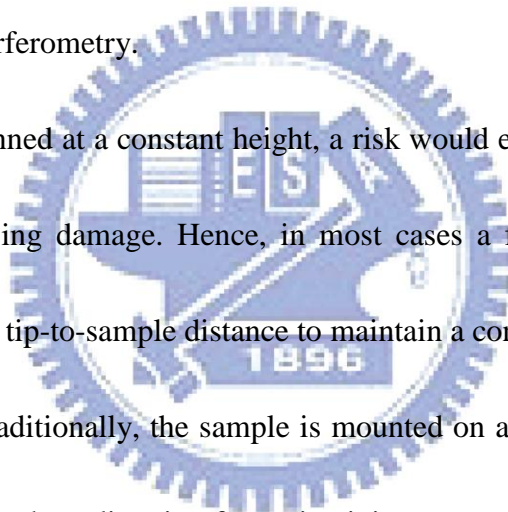 rferometry.
nned at a constant height, a risk would e
ing damage. Hence, in most cases a f
tip-to-sample distance to maintain a con
E S A
1896
aditionally, the sample is mounted on a